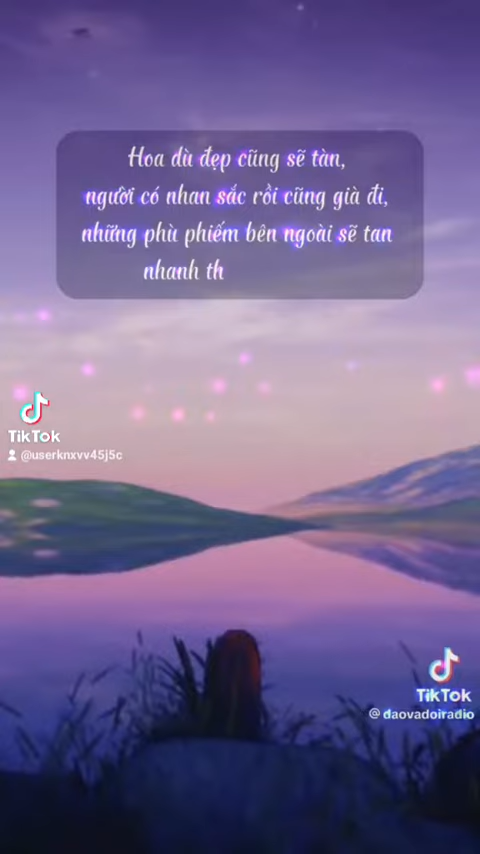 Hoa dù đẹp cũng sẽ tàn,
người có nhan sắc rồi cũng già đi,
những phù phiếm bên ngoài sẽ tan
nhanh th
TikTok
@userknxvv45j5c
TikTok
@daovadoiradio